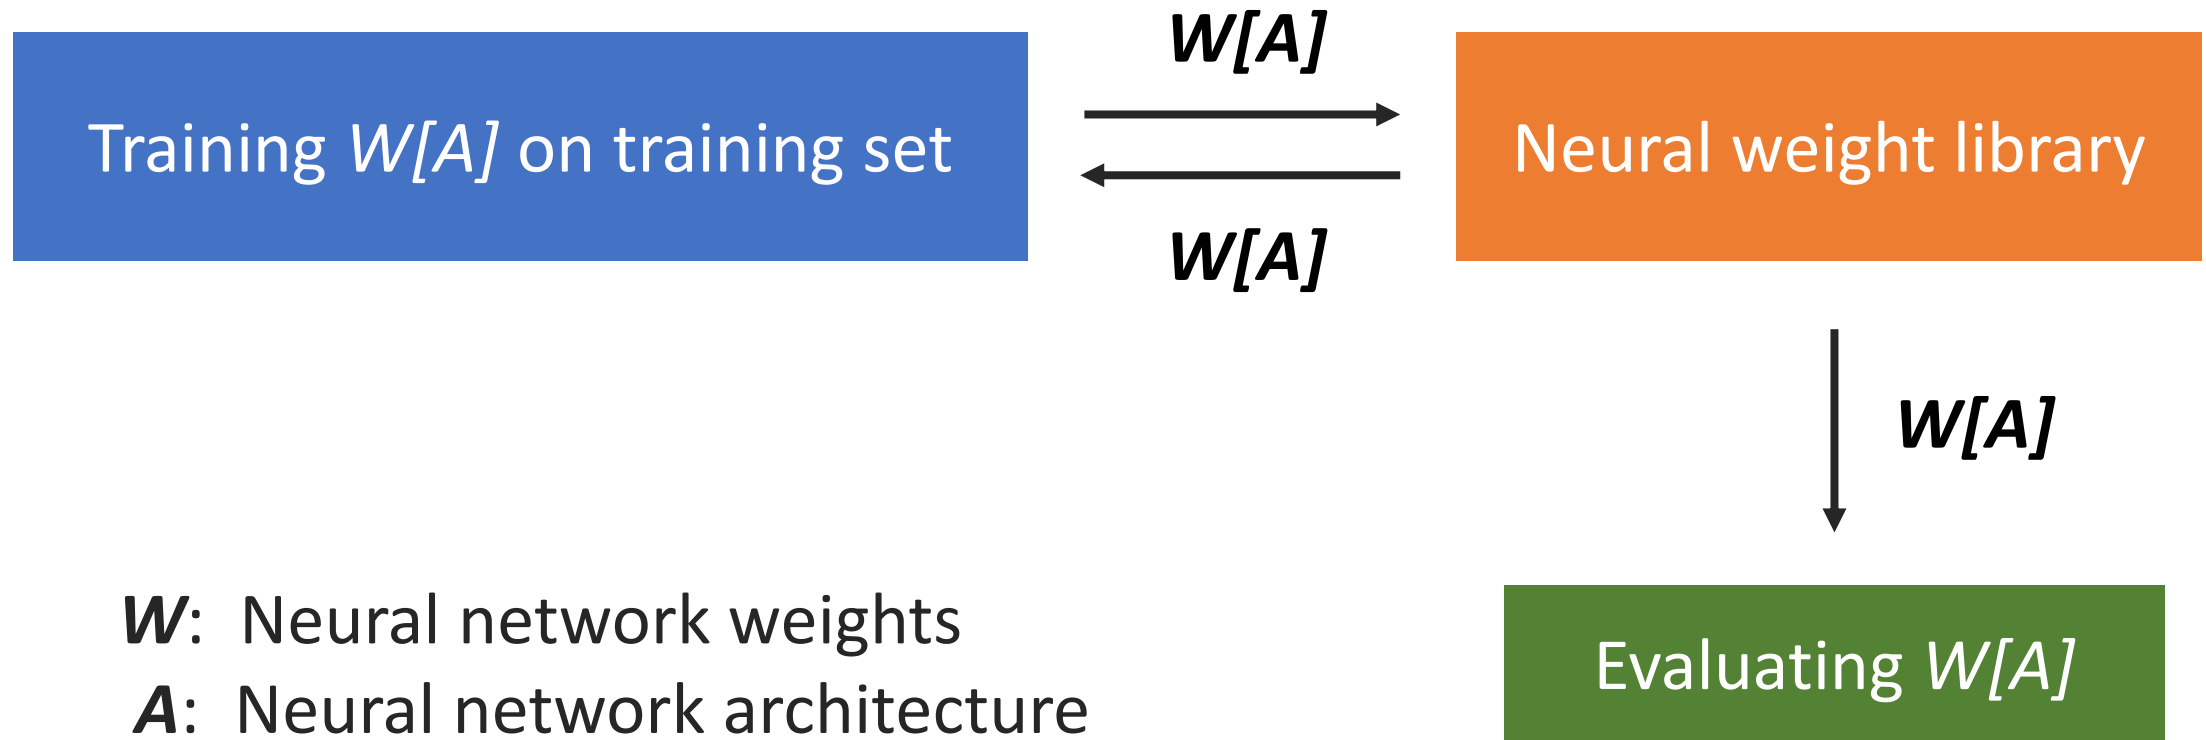 W[A]
Training W[A] on training set
Neural weight library
W[A]
W[A]
W: Neural network weights
Evaluating W[A]
A: Neural network architecture